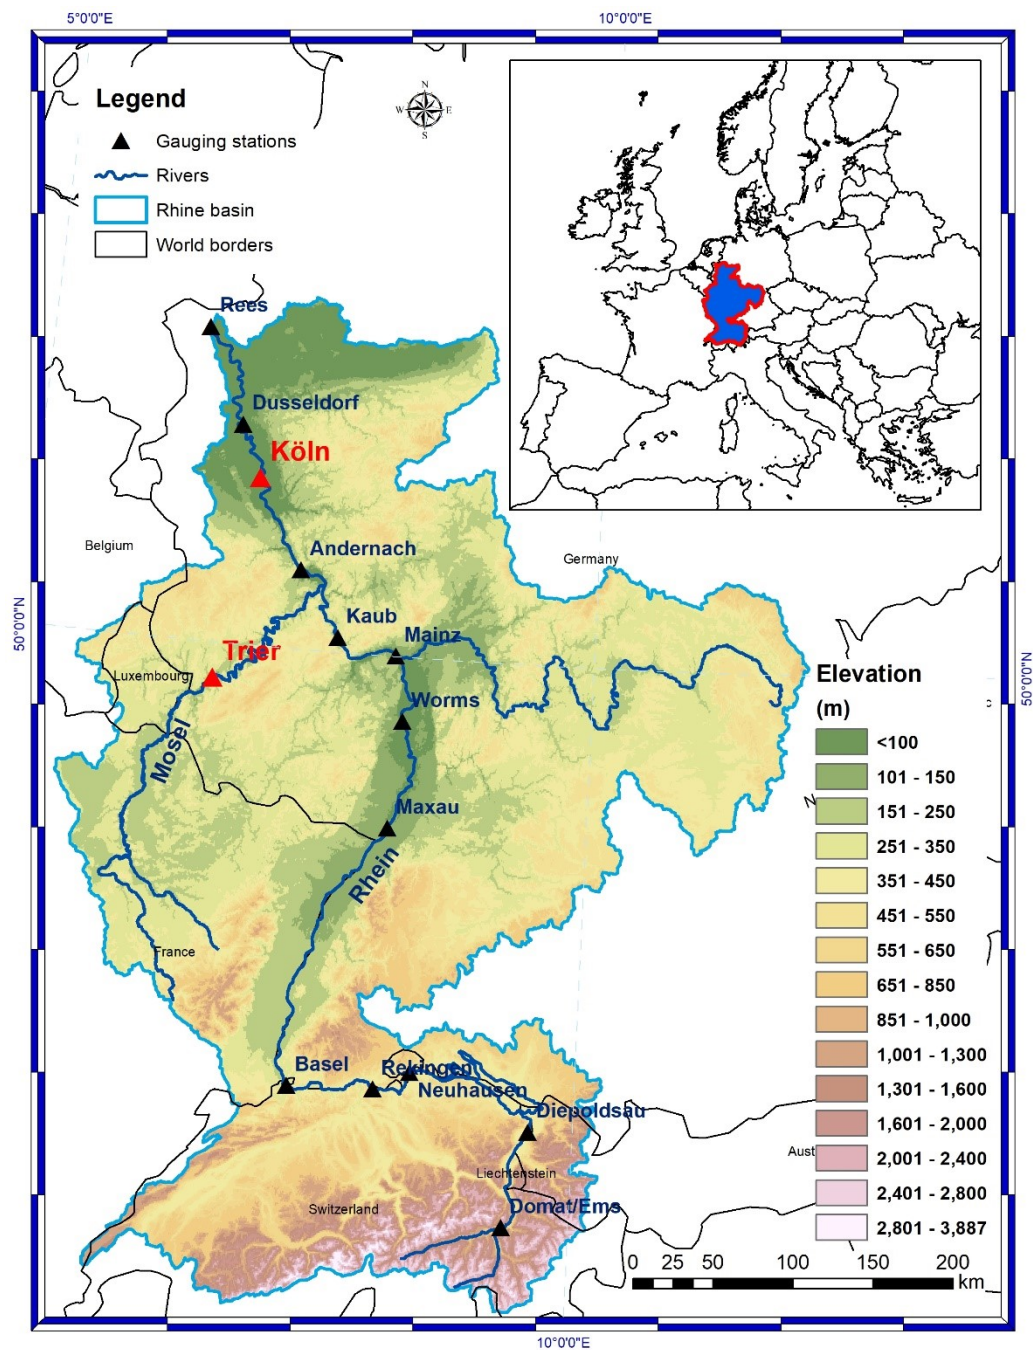 5°0'0"E
10°0'0"E
Legend
N
W
E
S
Gauging stations
Rivers
Rhine basin
World borders
Rees
Dusseldorf
Köln
Belgium
Andernach
Germany
50°0'0"N
Kaub
Mainz
Trier
Luxembourg
Worms
50°0'0"N
Mosel
Maxau
N
Rhein
France
Basel
Rekingen
Neuhausen
Diepoldsau
Aust
Liechtenstein
Switzerland
Domat/Ems
Elevation
(m)
<100
101 - 150
151 - 250
251 - 350
351 - 450
451 - 550
551 - 650
651 - 850
851 - 1,000
1,001 - 1,300
1,301 - 1,600
1,601 - 2,000
2,001 - 2,400
2,401 - 2,800
2,801 - 3,887
0 25 50 100 150 200
km
10°0'0"E